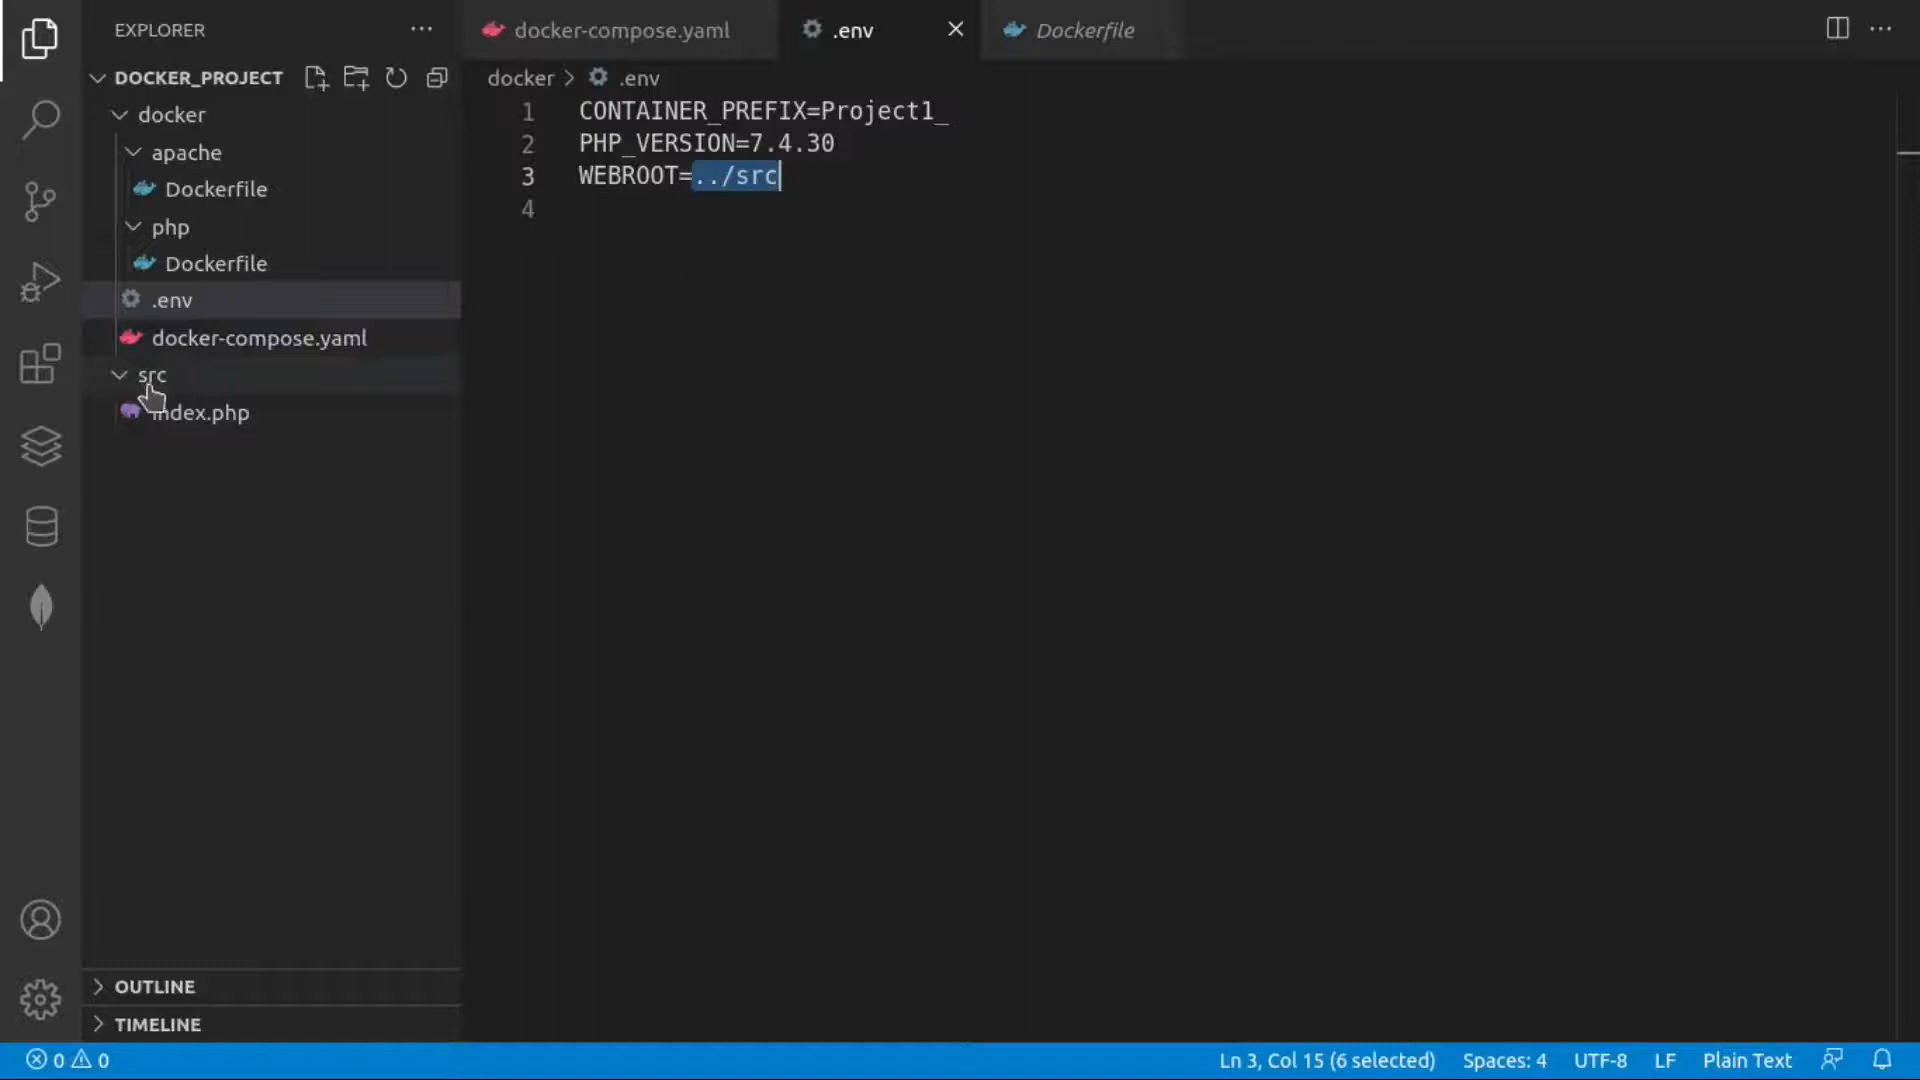 EXPLORER
DOCKER_PROJECT
docker
apache
Dockerfile
php
Dockerfile
.env
docker-compose.yaml
src
index.php
OUTLINE
TIMELINE
docker-compose.yaml
.env
Dockerfile
docker > .env
1 CONTAINER_PREFIX=Project1_
2 PHP_VERSION=7.4.30
3 WEBROOT=../src
4
0 0
Ln 3, Col 15 (6 selected) Spaces: 4 UTF-8 LF Plain Text